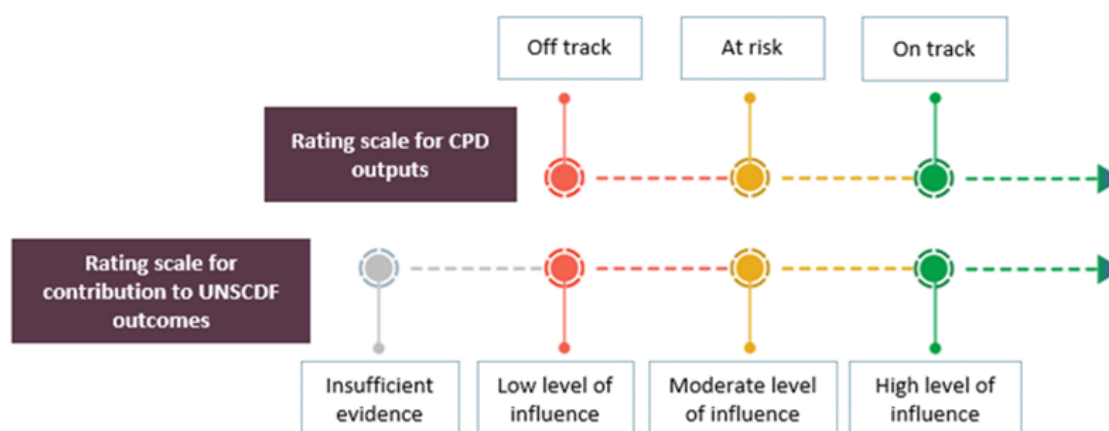 Off track
At risk
On track
Rating scale for CPD
outputs
Rating scale for
contribution to UNSCDF
outcomes
Insufficient
evidence
Low level of
influence
Moderate level
of influence
High level of
influence